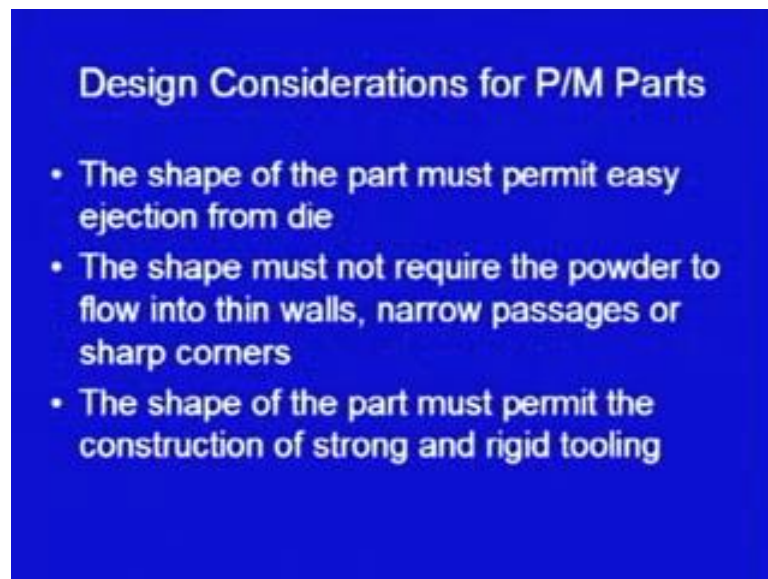 Design Considerations for P/M Parts
• The shape of the part must permit easy
ejection from die
• The shape must not require the powder to
flow into thin walls, narrow passages or
sharp corners
• The shape of the part must permit the
construction of strong and rigid tooling